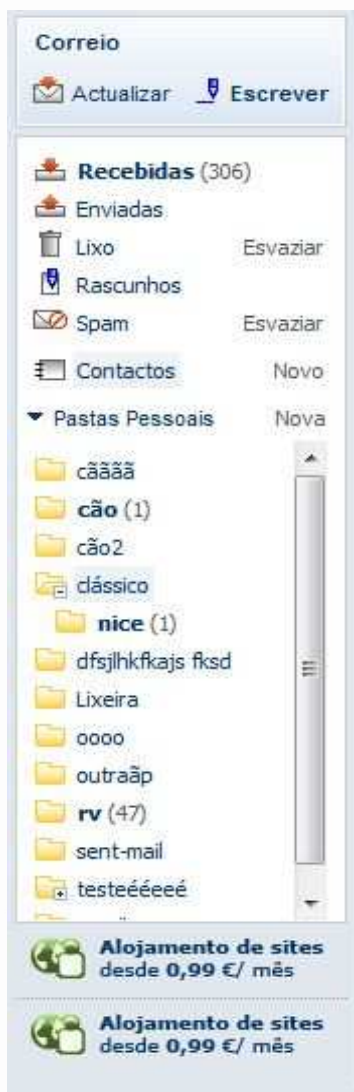 Correio
Actualizar Escrever
Recebidas (306)
Enviadas
Lixo Esvaziar
Rascunhos
Spam Esvaziar
Contactos Novo
Pastas Pessoais Nova
cãããã
cão (1)
cão2
clássico
nice (1)
dfsjlhkfkajs fksd
Lixeira
oooo
outraãp
rv (47)
sent-mail
testeééeeé
Alojamento de sites
desde 0,99 €/ mês
Alojamento de sites
desde 0,99 €/ mês